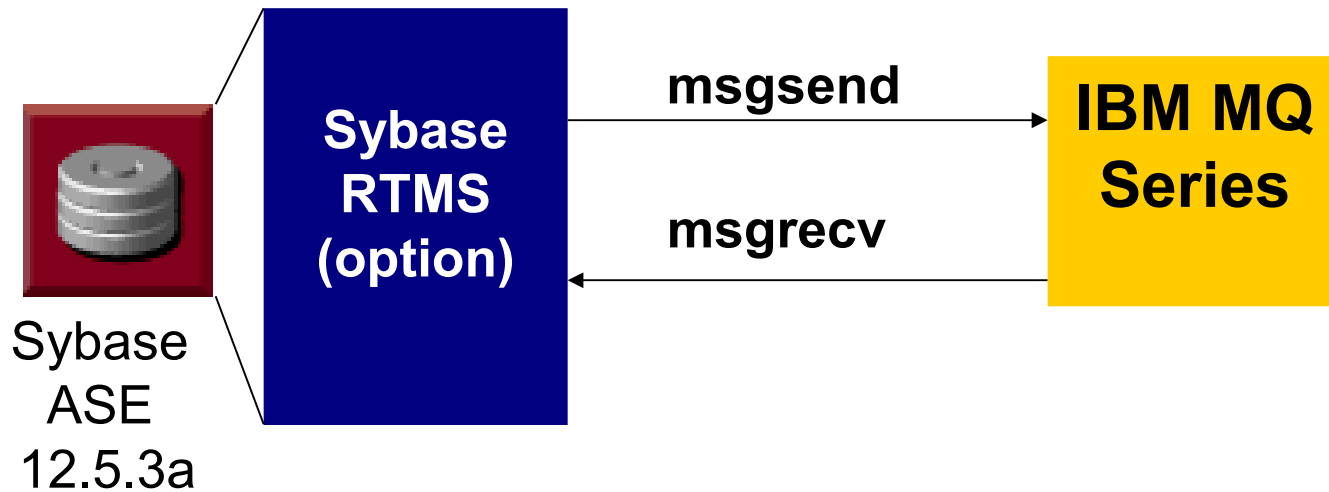 Sybase
ASE
12.5.3a
Sybase
RTMS
(option)
msgsend
msgrecv
IBM MQ
Series